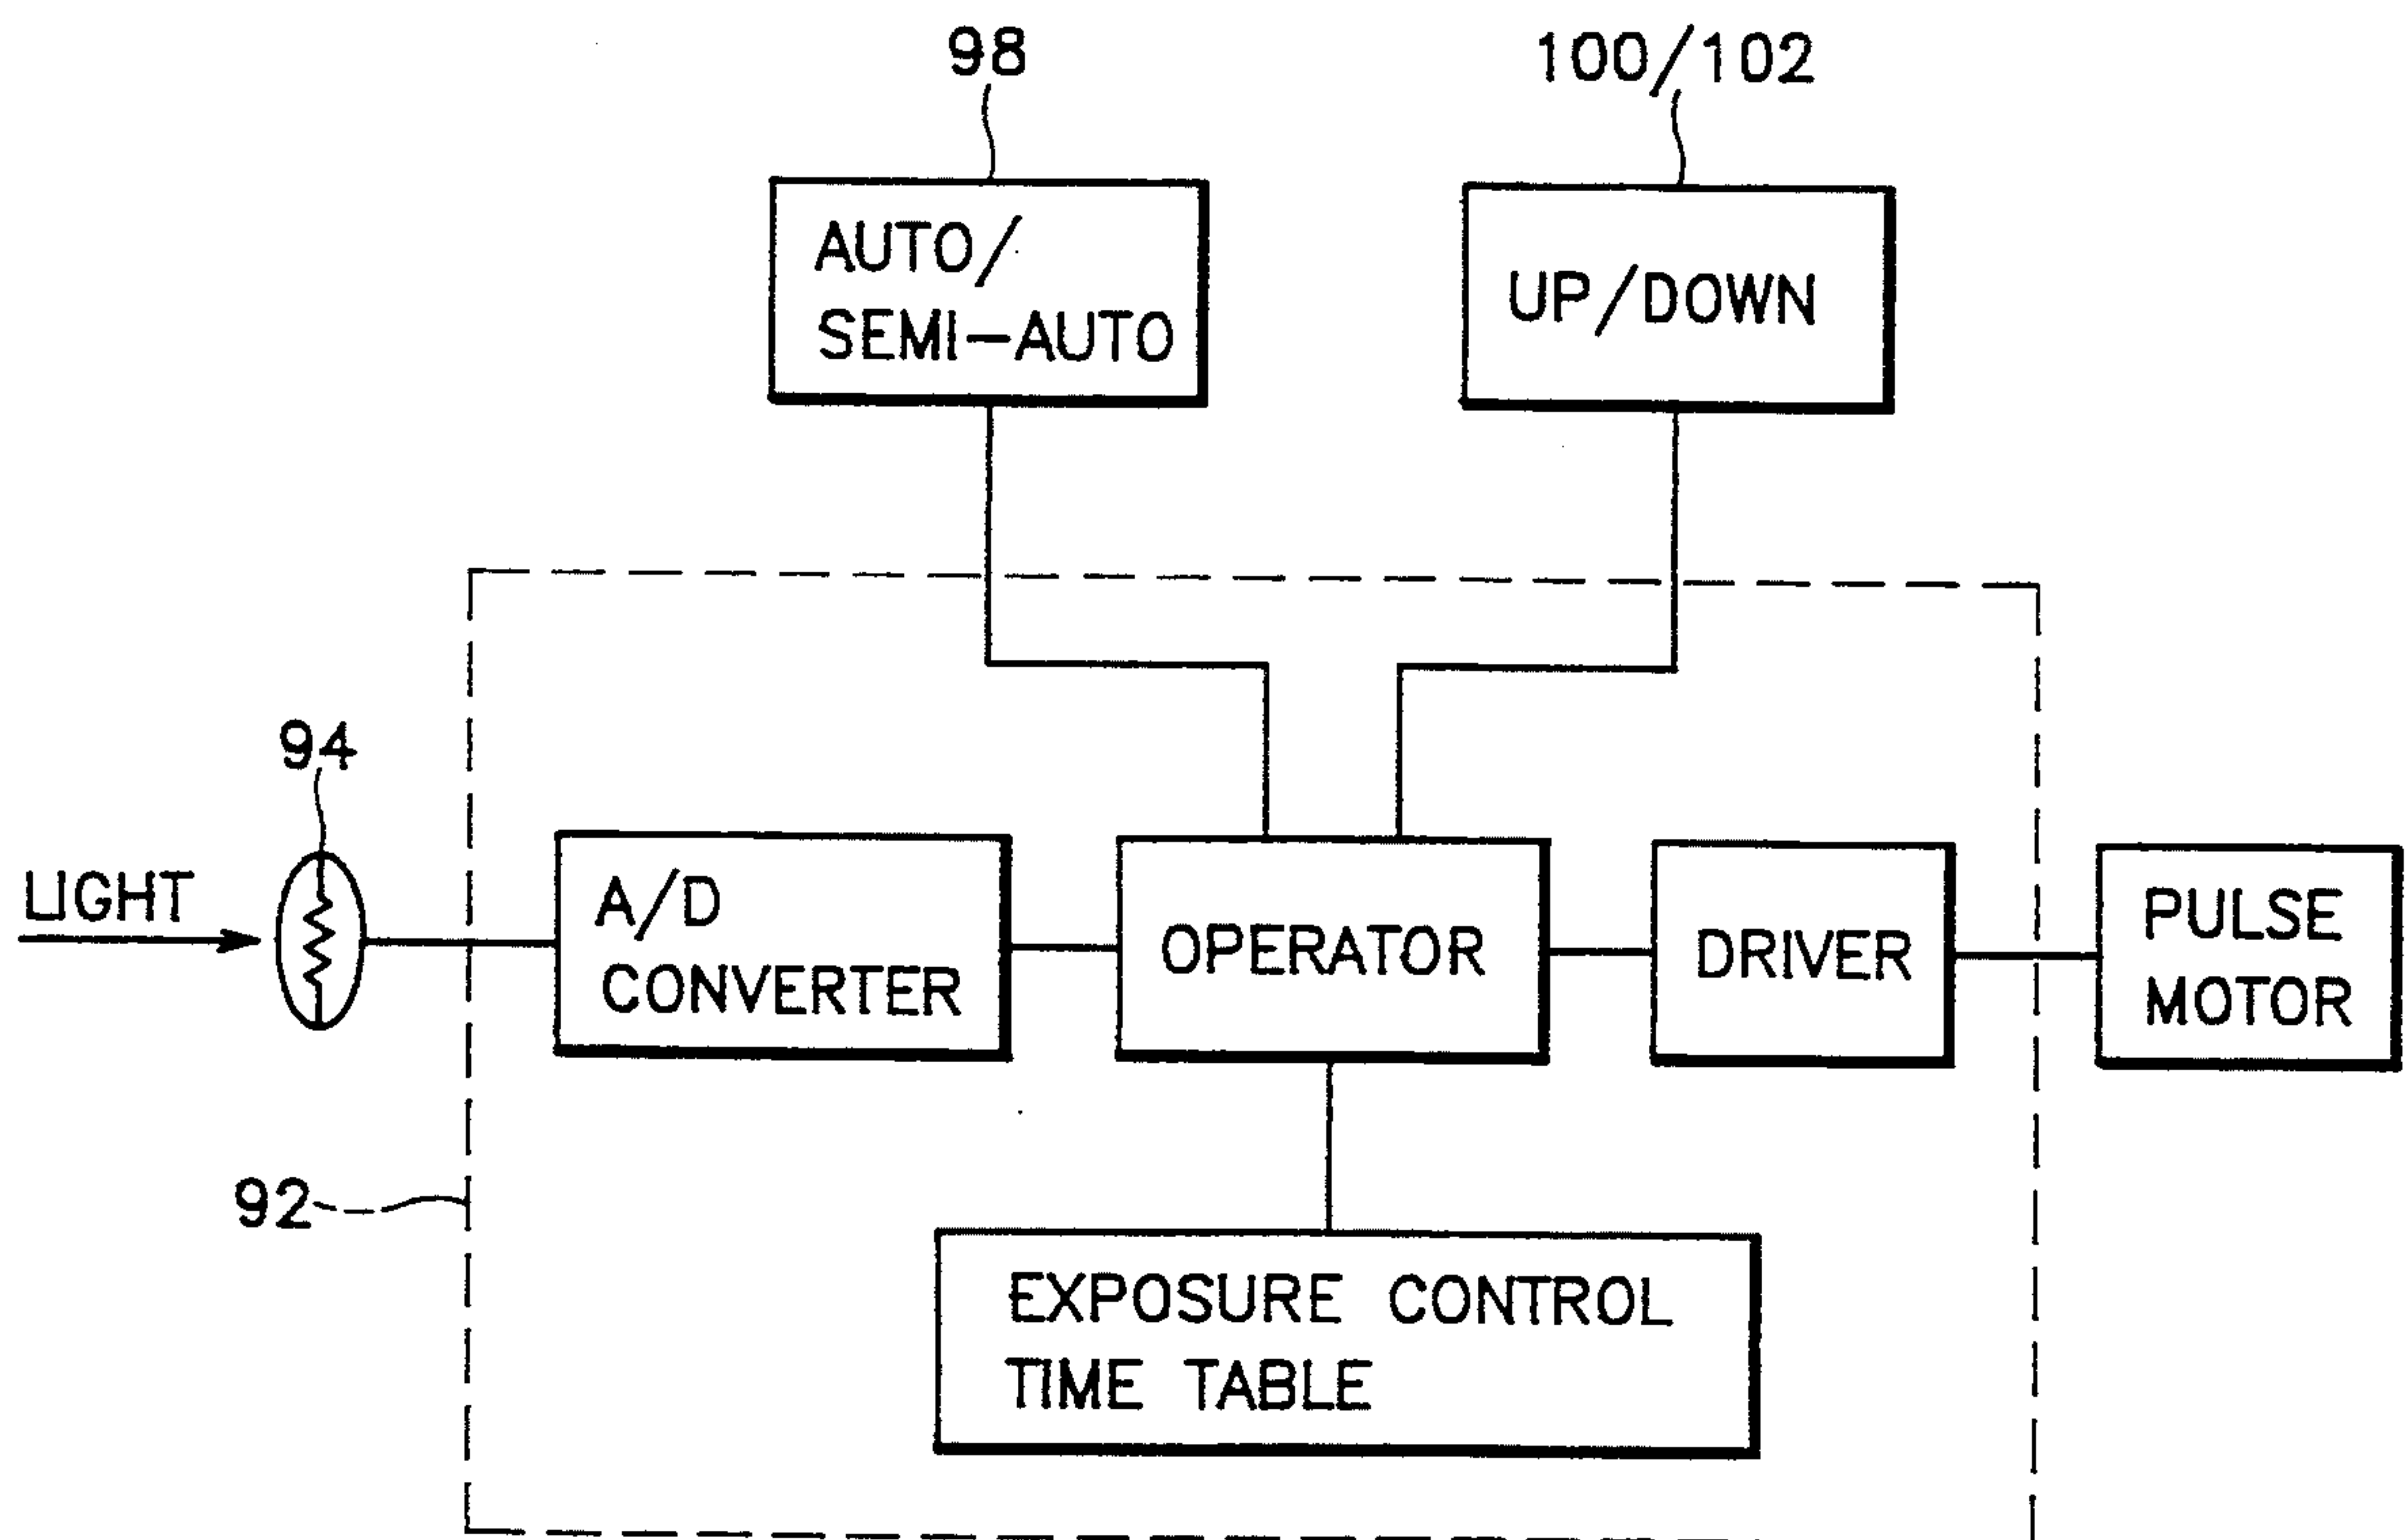 98
100/102
AUTO/
SEMI-AUTO
UP/DOWN
94
LIGHT
A/D
CONVERTER
OPERATOR
DRIVER
PULSE
MOTOR
92
EXPOSURE CONTROL
TIME TABLE